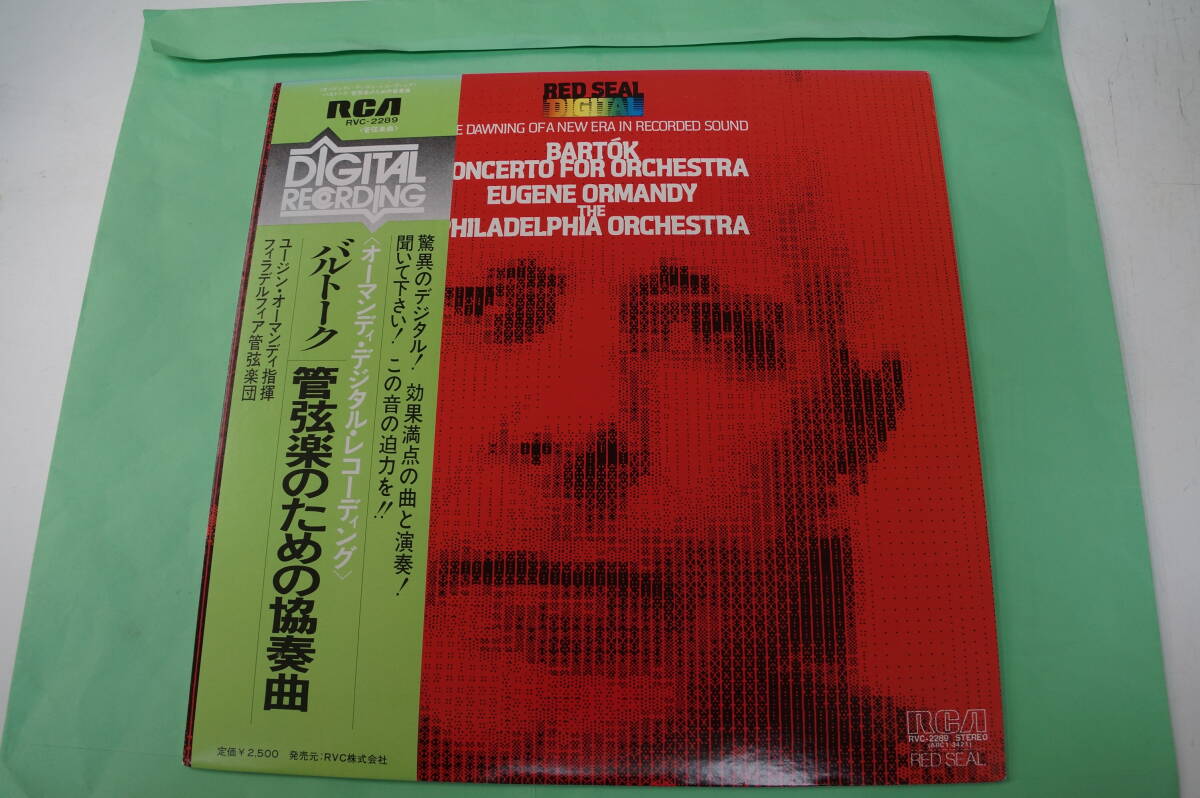 RCA
RVC-2289
〈管弦楽曲〉
DIGITAL
RECORDING
驚異のデジタル! 効果満点の曲と演奏!
聞いて下さい! この音の迫力を!!
〈オーマンディ・デジタル・レコーディング〉
バルトーク
管弦楽のための協奏曲
ユージン・オーマンディ指揮
フィラデルフィア管弦楽団
定価¥2,500 発売元:RVC株式会社
RED SEAL
DIGITAL
E DAWNING OF A NEW ERA IN RECORDED SOUND
BARTÓK
ONCERTO FOR ORCHESTRA
EUGENE ORMANDY
THE
PHILADELPHIA ORCHESTRA
RCA
RVC-2289 STEREO
(ARC1-3421)
RED SEAL